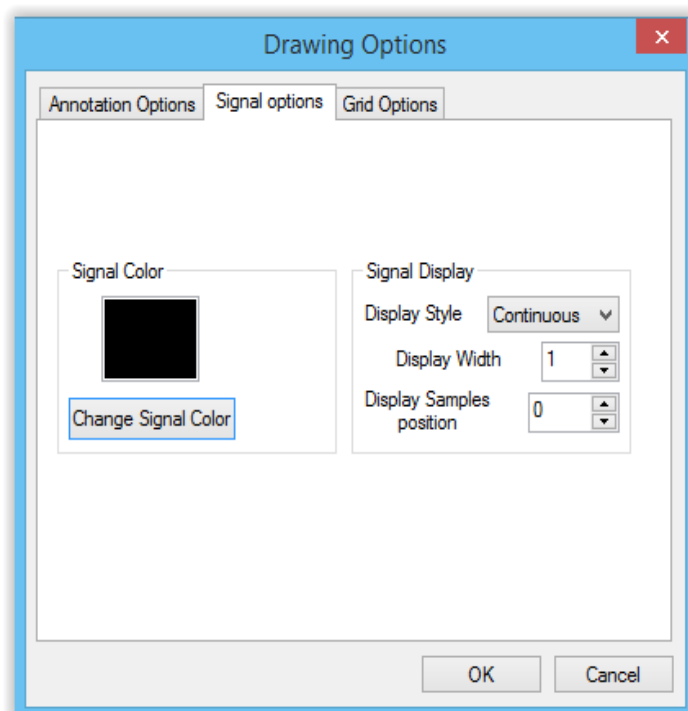 Drawing Options
Annotation Options
Signal options
Grid Options
Signal Color
Change Signal Color
Signal Display
Display Style
Continuous
Display Width
1
Display Samples
position
0
OK
Cancel